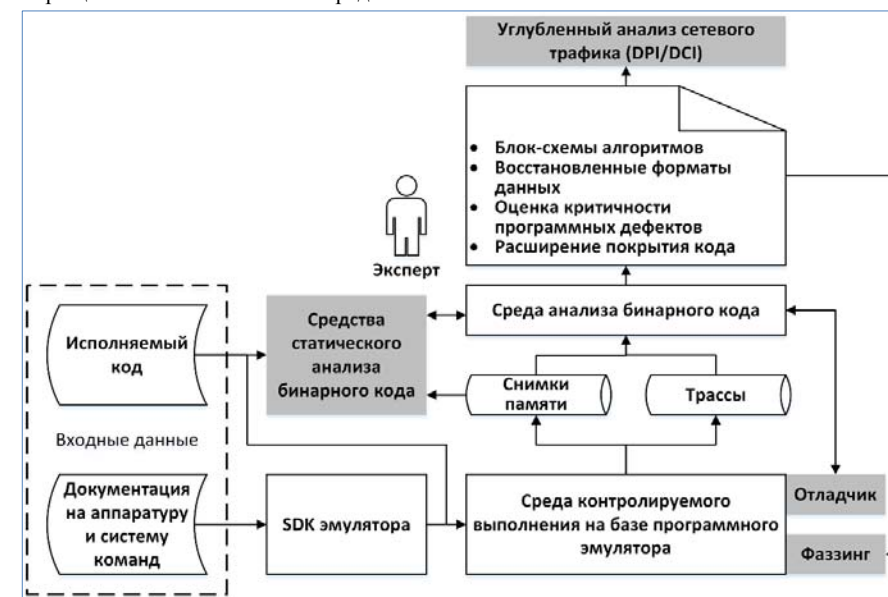 Углубленный анализ сетевого
трафика (DPI/DCI)
• Блок-схемы алгоритмов
• Восстановленные форматы
данных
• Оценка критичности
программных дефектов
• Расширение покрытия кода
Эксперт
Среда анализа бинарного кода
Средства
статического
анализа
бинарного кода
Исполняемый
код
Снимки
памяти
Трассы
Входные данные
Документация
на аппаратуру
и систему
команд
SDK эмулятора
Среда контролируемого
выполнения на базе программного
эмулятора
Отладчик
Фаззинг